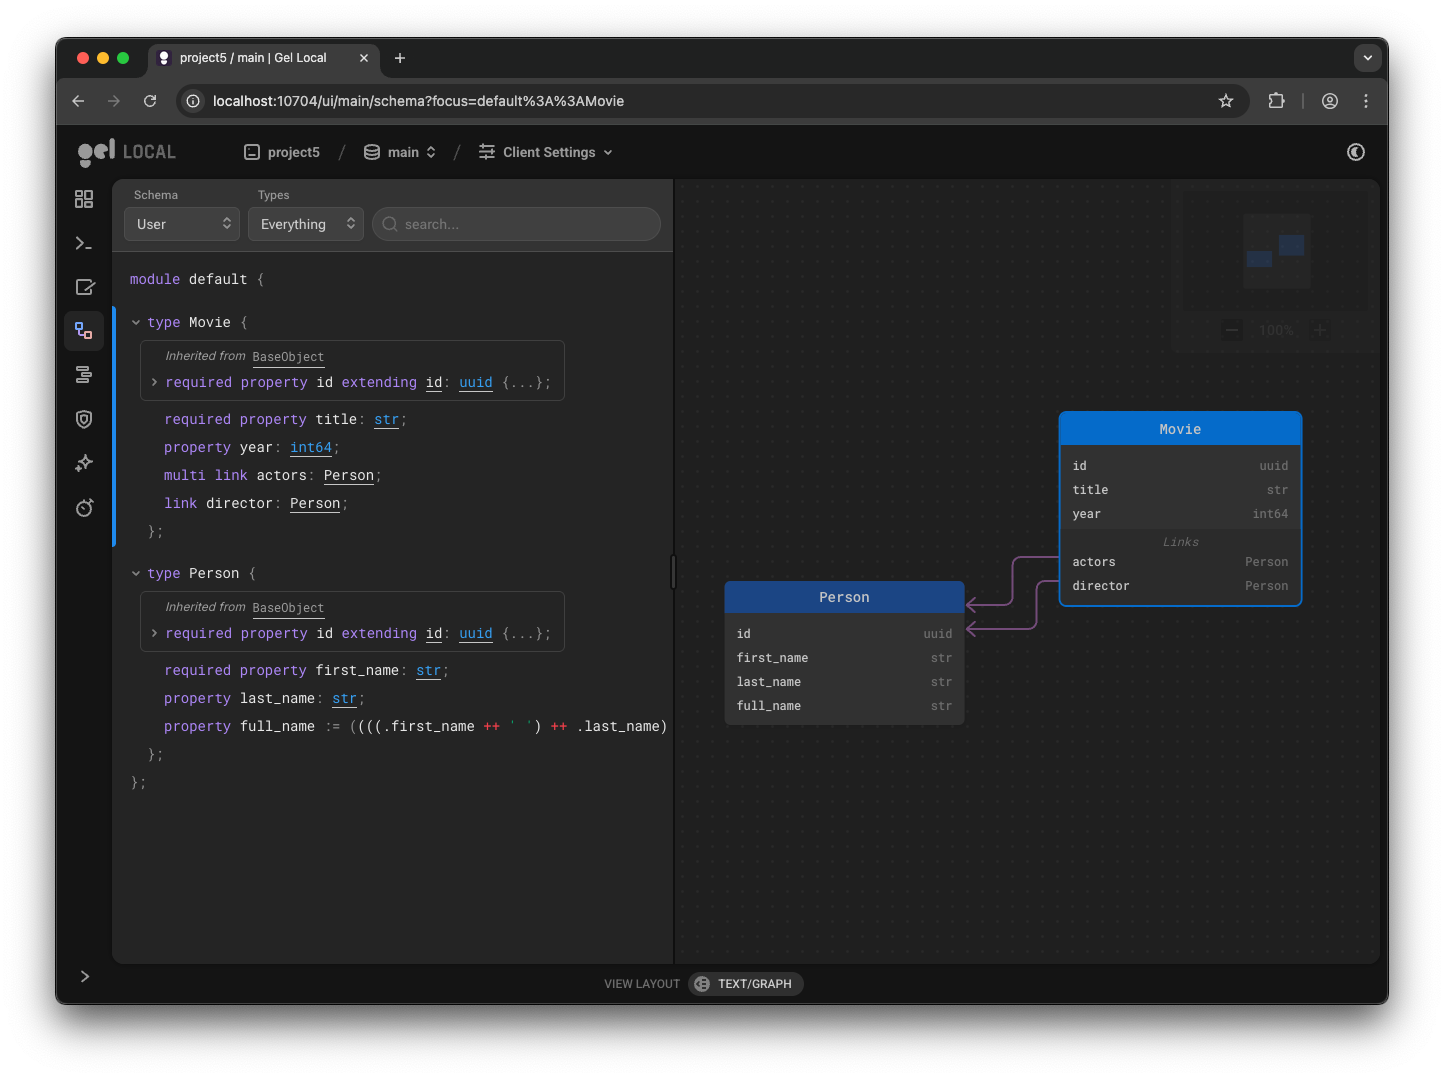 project5 / main | Gel Local
localhost:10704/ui/main/schema?focus=default%3A%3AMovie
gel LOCAL
project5 / main / Client Settings
Schema Types
User Everything search...
module default {
type Movie {
Inherited from BaseObject
required property id extending id: uuid {...};
required property title: str;
property year: int64;
multi link actors: Person;
link director: Person;
};
type Person {
Inherited from BaseObject
required property id extending id: uuid {...};
required property first_name: str;
property last_name: str;
property full_name := ((((.first_name ++ ' ') ++ .last_name)
};
};
100%
Movie
id uuid
title str
year int64
Links
actors Person
director Person
Person
id uuid
first_name str
last_name str
full_name str
VIEW LAYOUT TEXT/GRAPH